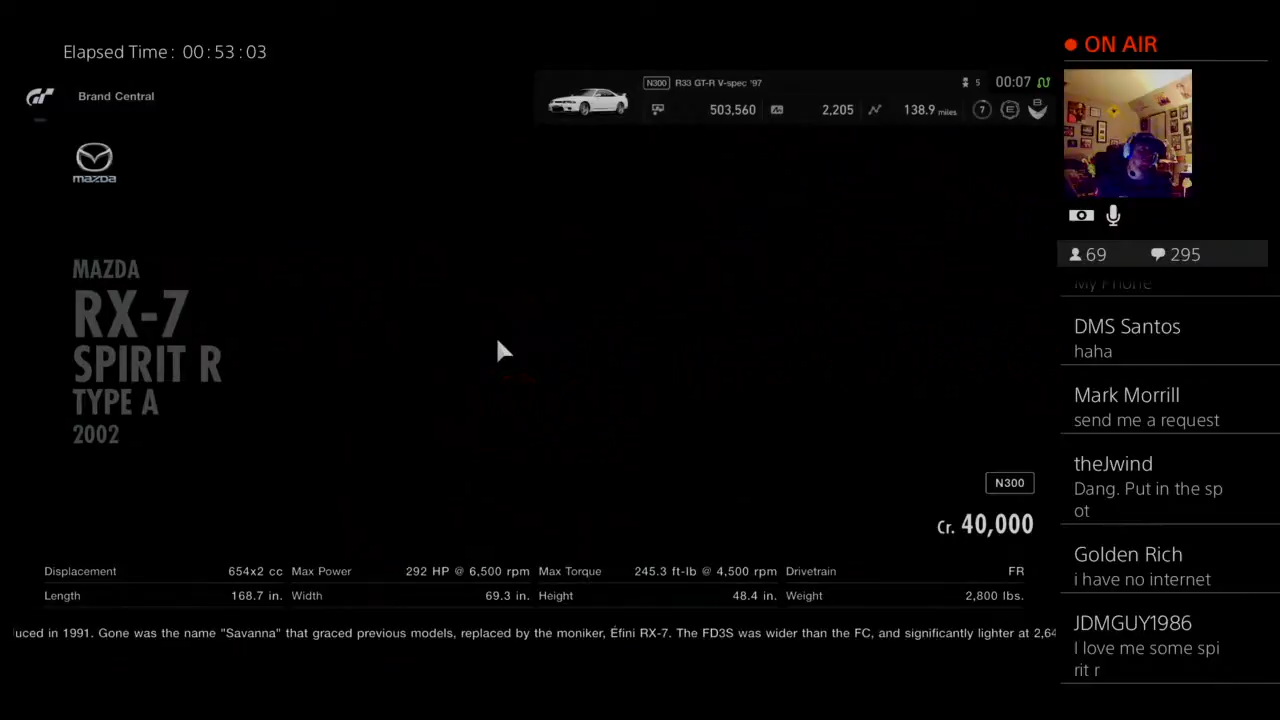 Elapsed Time: 00:53:03
ON AIR
Brand Central
N300 R33 GT-R V-spec '97
5 00:07
503,560 2,205 138.9 miles 7 E B
mazda
69 295
My Phone
MAZDA
RX-7
SPIRIT R
TYPE A
2002
DMS Santos
haha
Mark Morrill
send me a request
theJwind
Dang. Put in the sp
ot
Golden Rich
i have no internet
JDMGUY1986
I love me some spi
rit r
N300
Cr. 40,000
Displacement 654x2 cc Max Power 292 HP @ 6,500 rpm Max Torque 245.3 ft-lb @ 4,500 rpm Drivetrain FR
Length 168.7 in. Width 69.3 in. Height 48.4 in. Weight 2,800 lbs.
uced in 1991. Gone was the name "Savanna" that graced previous models, replaced by the moniker, Éfini RX-7. The FD3S was wider than the FC, and significantly lighter at 2,64